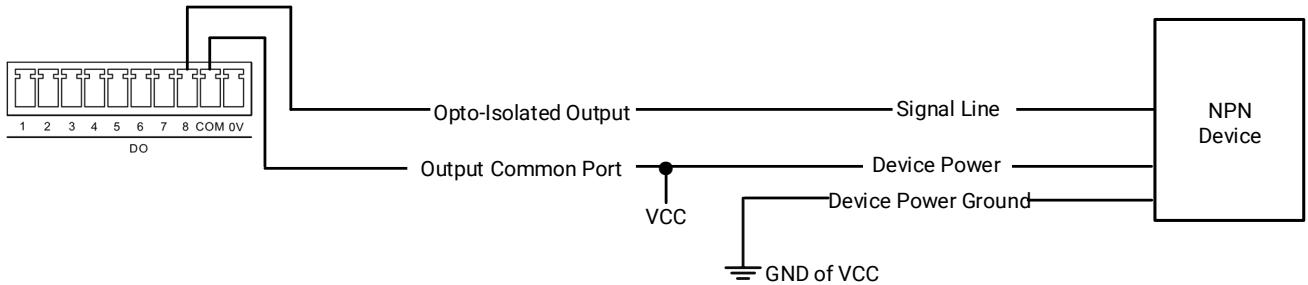 Opto-Isolated Output
Signal Line
NPN
Device
1 2 3 4 5 6 7 8 COM 0V
DO
Output Common Port
Device Power
VCC
Device Power Ground
GND of VCC